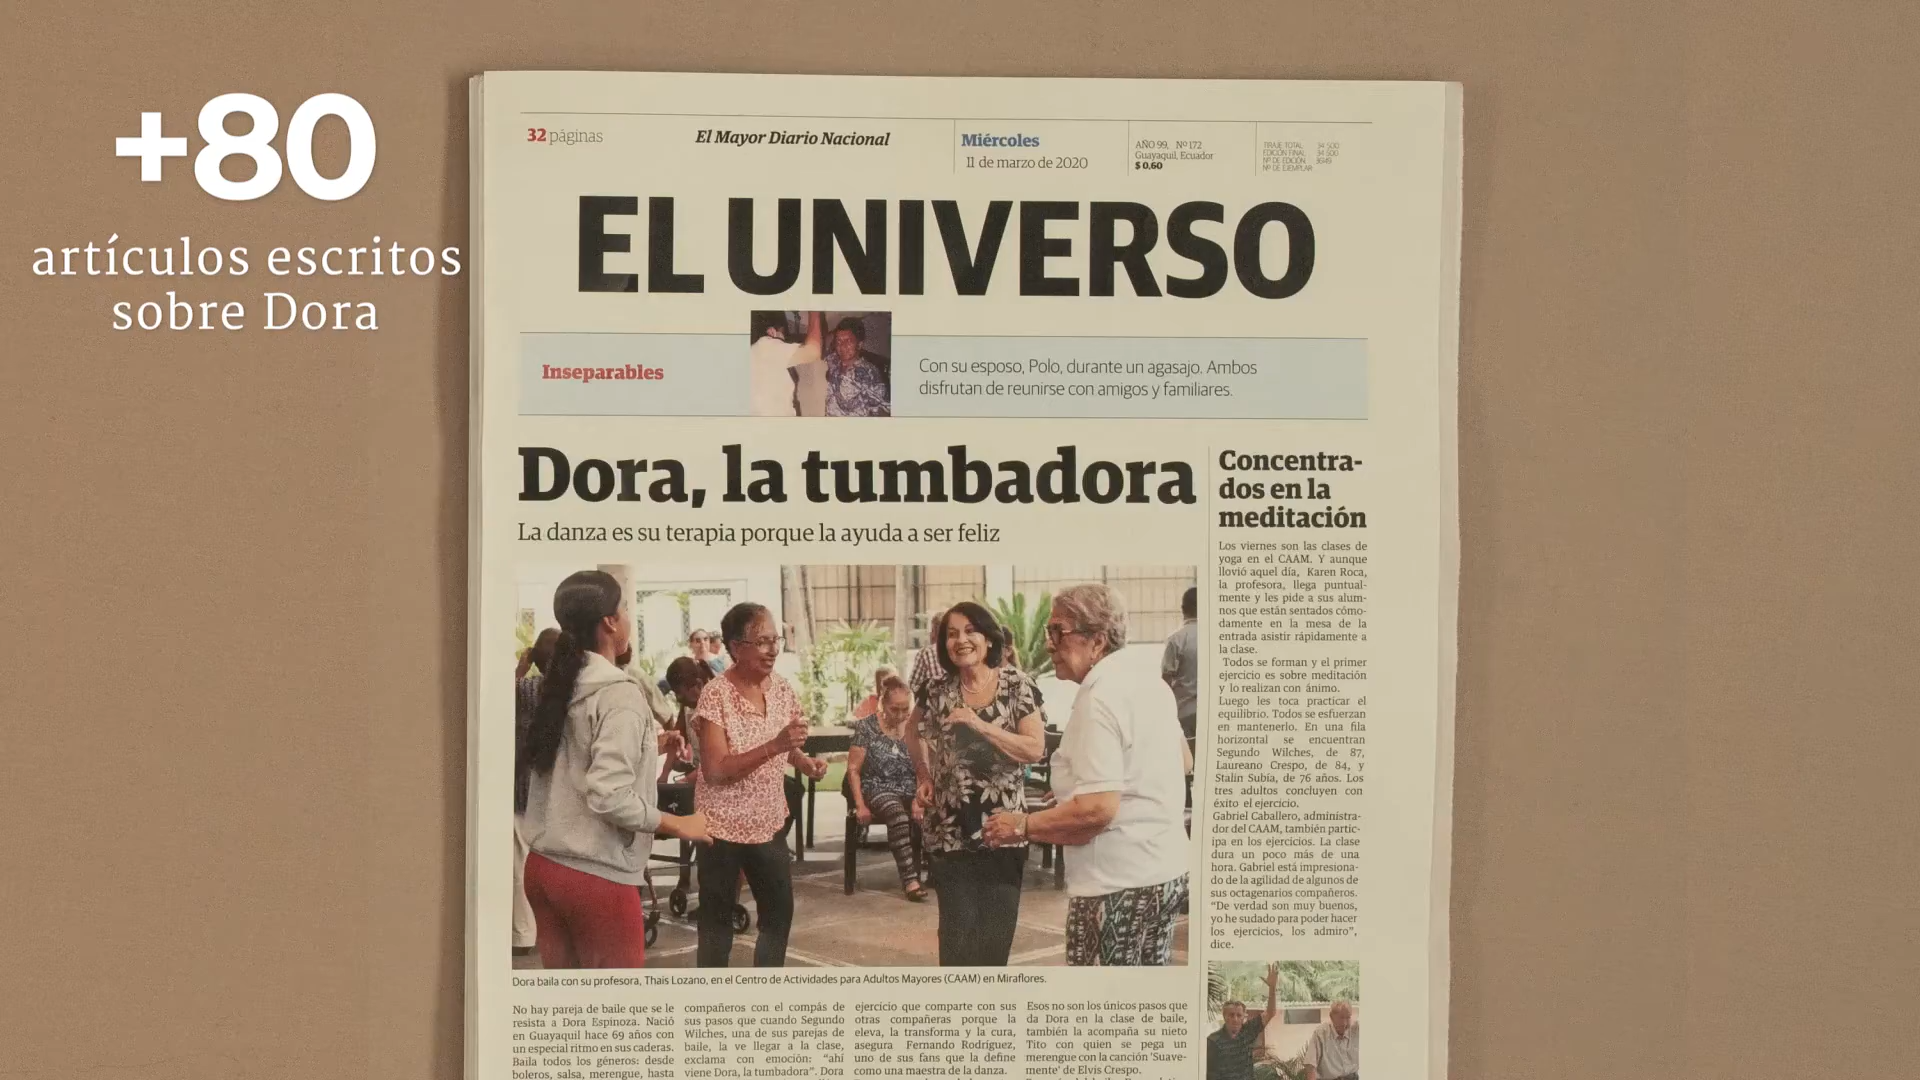 +80
artículos escritos
sobre Dora
32 páginas
El Mayor Diario Nacional
Miércoles
11 de marzo de 2020
AÑO 99, Nº 172
Guayaquil, Ecuador
$ 0,60
TIRAJE TOTAL 34 500
EDICIÓN FINAL 34 500
Nº DE EDICIÓN
Nº DE EJEMPLAR
EL UNIVERSO
Inseparables
Con su esposo, Polo, durante un agasajo. Ambos
disfrutan de reunirse con amigos y familiares.
Dora, la tumbadora
La danza es su terapia porque la ayuda a ser feliz
Dora baila con su profesora, Thais Lozano, en el Centro de Actividades para Adultos Mayores (CAAM) en Miraflores.
No hay pareja de baile que se le
resista a Dora Espinoza. Nació
en Guayaquil hace 69 años con
un especial ritmo en sus caderas.
Baila todos los géneros: desde
boleros, salsa, merengue, hasta
compañeros con el compás de
sus pasos que cuando Segundo
Wilches, una de sus parejas de
baile, la ve llegar a la clase,
exclama con emoción: “ahí
viene Dora, la tumbadora”. Dora
ejercicio que comparte con sus
otras compañeras porque la
eleva, la transforma y la cura,
asegura Fernando Rodríguez,
uno de sus fans que la define
como una maestra de la danza.
Esos no son los únicos pasos que
da Dora en la clase de baile,
también la acompaña su nieto
Tito con quien se pega un
merengue con la canción 'Suave-
mente' de Elvis Crespo.
Concentra-
dos en la
meditación
Los viernes son las clases de
yoga en el CAAM. Y aunque
llovió aquel día, Karen Roca,
la profesora, llega puntual-
mente y les pide a sus alum-
nos que están sentados cómo-
damente en la mesa de la
entrada asistir rápidamente a
la clase.
Todos se forman y el primer
ejercicio es sobre meditación
y lo realizan con ánimo.
Luego les toca practicar el
equilibrio. Todos se esfuerzan
en mantenerlo. En una fila
horizontal se encuentran
Segundo Wilches, de 87,
Laureano Crespo, de 84, y
Stalin Subía, de 76 años. Los
tres adultos concluyen con
éxito el ejercicio.
Gabriel Caballero, administra-
dor del CAAM, también partic-
ipa en los ejercicios. La clase
dura un poco más de una
hora. Gabriel está impresiona-
do de la agilidad de algunos de
sus octagenarios compañeros.
“De verdad son muy buenos,
yo he sudado para poder hacer
los ejercicios, los admiro”,
dice.